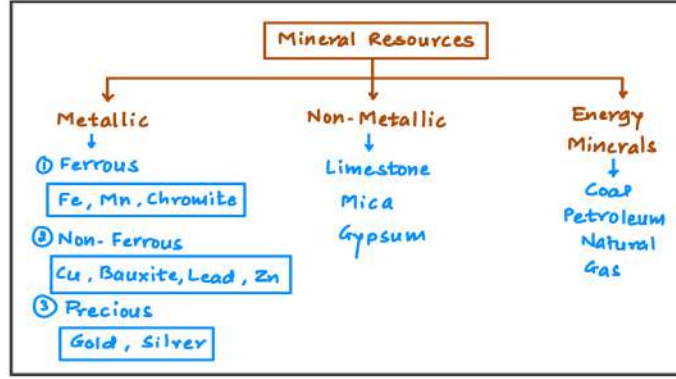 Mineral Resources
Metallic
① Ferrous
Fe, Mn, Chromite
② Non-Ferrous
Cu, Bauxite, Lead, Zn
③ Precious
Gold, Silver
Non-Metallic
Limestone
Mica
Gypsum
Energy
Minerals
Coal
Petroleum
Natural
Gas